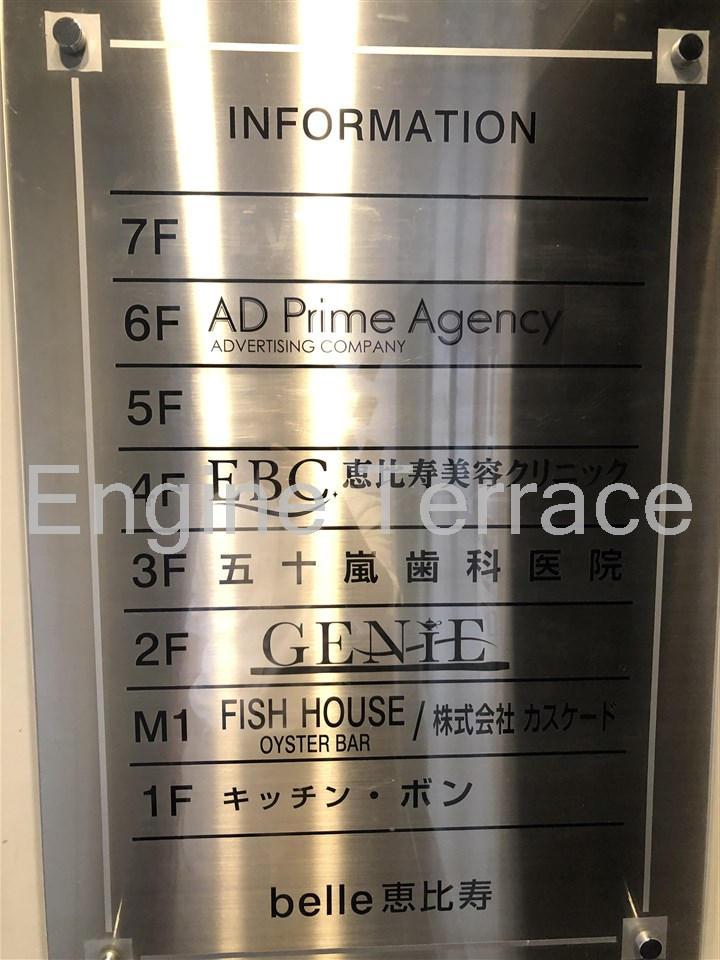 INFORMATION
7F
6F AD Prime Agency
ADVERTISING COMPANY
5F
4F EBC. 恵比寿美容クリニック
Engine Terrace
3F 五十嵐歯科医院
2F GENiE
M1 FISH HOUSE / 株式会社 カスケード
OYSTER BAR
1F キッチン・ボン
belle 恵比寿